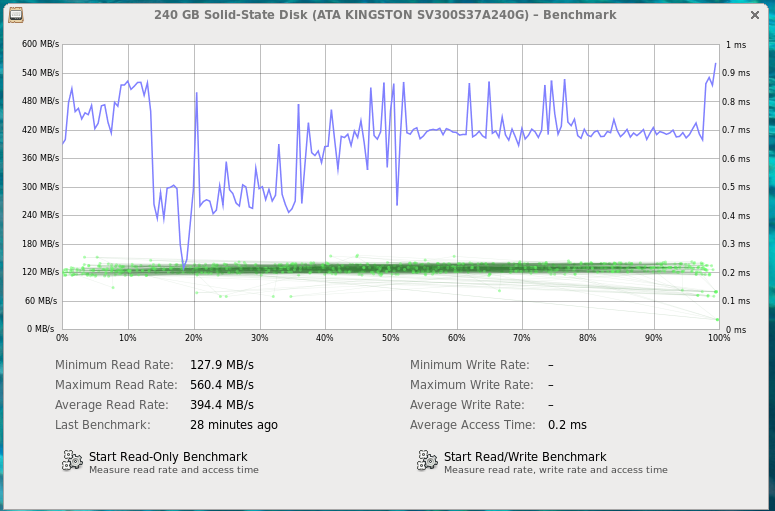 240 GB Solid-State Disk (ATA KINGSTON SV300S37A240G) – Benchmark
600 MB/s
540 MB/s
480 MB/s
420 MB/s
360 MB/s
300 MB/s
240 MB/s
180 MB/s
120 MB/s
60 MB/s
0 MB/s
1 ms
0.9 ms
0.8 ms
0.7 ms
0.6 ms
0.5 ms
0.4 ms
0.3 ms
0.2 ms
0.1 ms
0 ms
0% 10% 20% 30% 40% 50% 60% 70% 80% 90% 100%
Minimum Read Rate: 127.9 MB/s Minimum Write Rate: –
Maximum Read Rate: 560.4 MB/s Maximum Write Rate: –
Average Read Rate: 394.4 MB/s Average Write Rate: –
Last Benchmark: 28 minutes ago Average Access Time: 0.2 ms
Start Read-Only Benchmark
Measure read rate and access time
Start Read/Write Benchmark
Measure read rate, write rate and access time